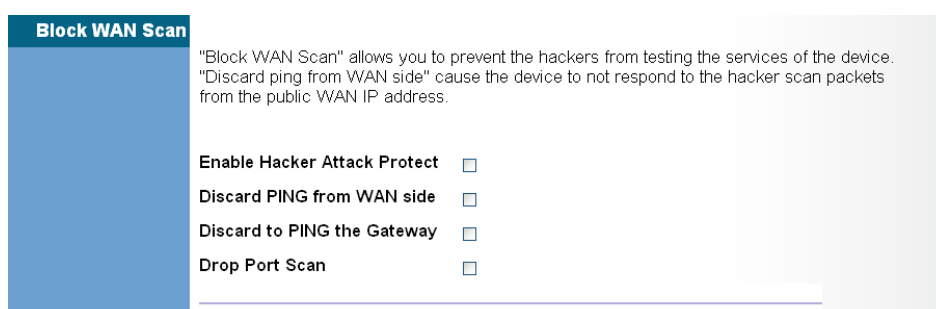 Block WAN Scan
"Block WAN Scan" allows you to prevent the hackers from testing the services of the device.
"Discard ping from WAN side" cause the device to not respond to the hacker scan packets
from the public WAN IP address.
Enable Hacker Attack Protect
Discard PING from WAN side
Discard to PING the Gateway
Drop Port Scan